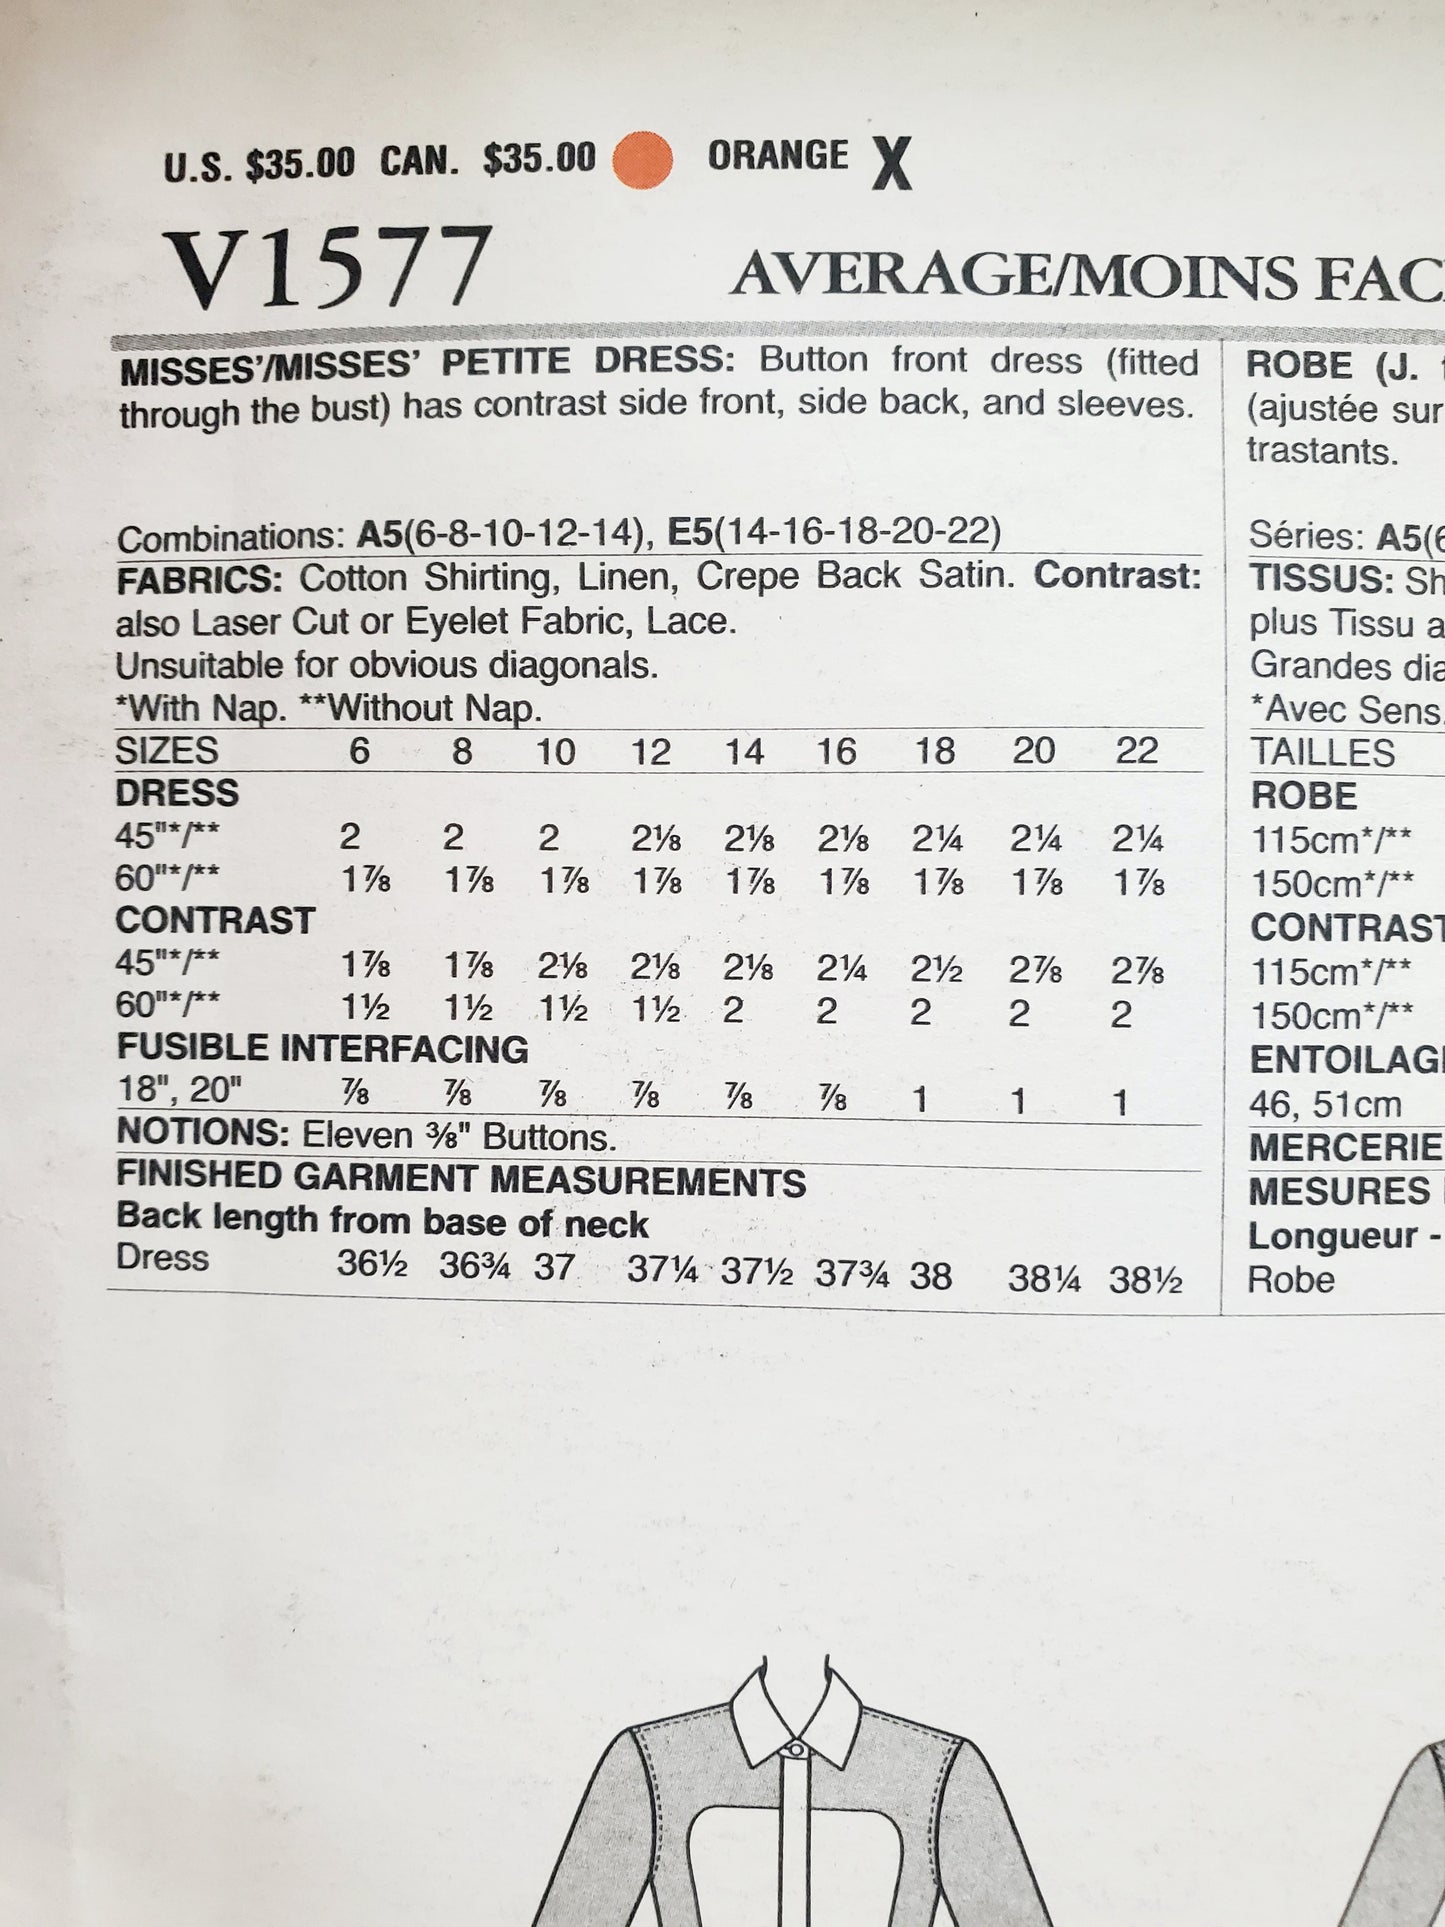 U.S. $35.00 CAN. $35.00 ORANGE X
V1577 AVERAGE/MOINS FAC
MISSES'/MISSES' PETITE DRESS: Button front dress (fitted
through the bust) has contrast side front, side back, and sleeves.
Combinations: A5(6-8-10-12-14), E5(14-16-18-20-22)
FABRICS: Cotton Shirting, Linen, Crepe Back Satin. Contrast:
also Laser Cut or Eyelet Fabric, Lace.
Unsuitable for obvious diagonals.
*With Nap. **Without Nap.
SIZES 6 8 10 12 14 16 18 20 22
DRESS
45"*/** 2 2 2 2⅛ 2⅛ 2⅛ 2¼ 2¼ 2¼
60"*/** 1⅞ 1⅞ 1⅞ 1⅞ 1⅞ 1⅞ 1⅞ 1⅞ 1⅞
CONTRAST
45"*/** 1⅞ 1⅞ 2⅛ 2⅛ 2⅛ 2¼ 2½ 2⅞ 2⅞
60"*/** 1½ 1½ 1½ 1½ 2 2 2 2 2
FUSIBLE INTERFACING
18", 20" ⅞ ⅞ ⅞ ⅞ ⅞ ⅞ 1 1 1
NOTIONS: Eleven ⅜" Buttons.
FINISHED GARMENT MEASUREMENTS
Back length from base of neck
Dress 36½ 36¾ 37 37¼ 37½ 37¾ 38 38¼ 38½
ROBE (J.
(ajustée sur
trastants.
Séries: A5(6
TISSUS: Sh
plus Tissu a
Grandes dia
*Avec Sens.
TAILLES
ROBE
115cm*/**
150cm*/**
CONTRAST
115cm*/**
150cm*/**
ENTOILAG
46, 51cm
MERCERIE
MESURES
Longueur -
Robe